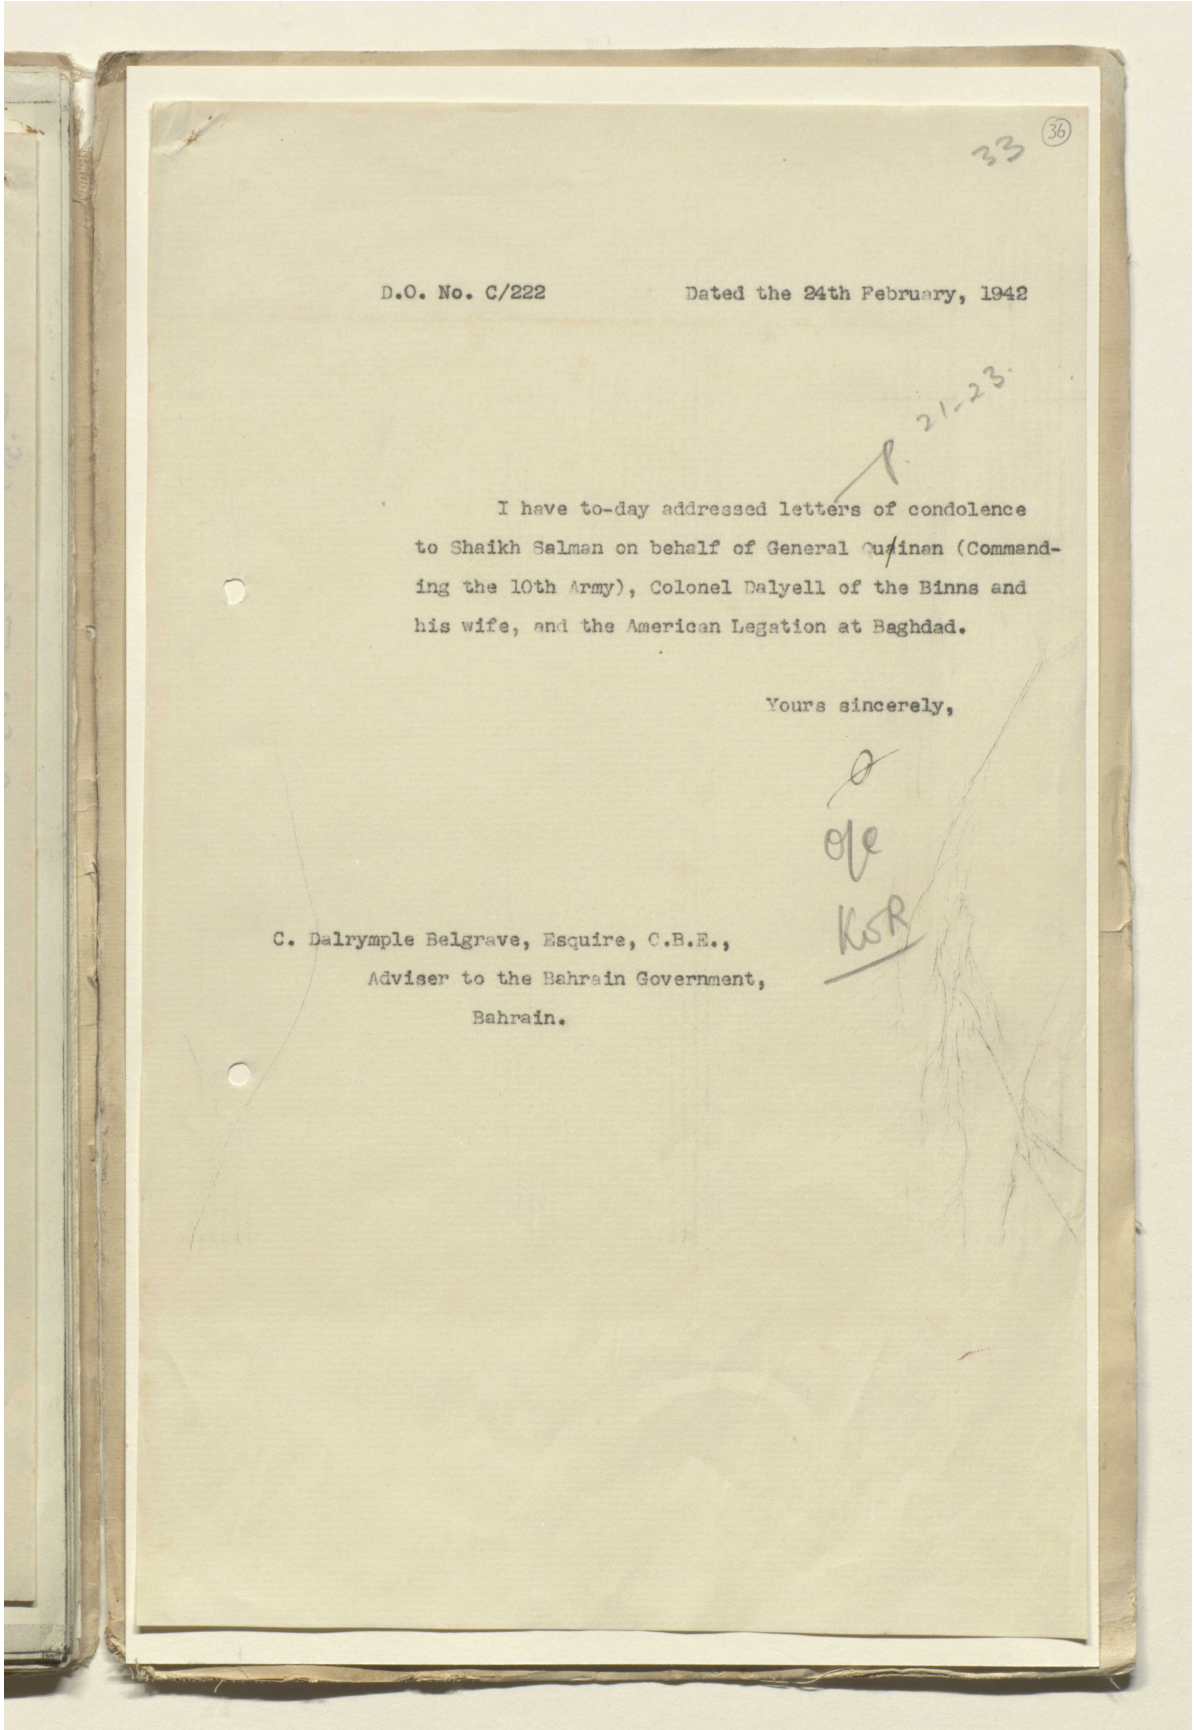 36
33
D.O. No. C/222 Dated the 24th February, 1942
P. 21-23.
I have to-day addressed letters of condolence
to Shaikh Salman on behalf of General Quinan (Command-
ing the 10th Army), Colonel Dalyell of the Binns and
his wife, and the American Legation at Baghdad.
Yours sincerely,
C. Dalrymple Belgrave, Esquire, C.B.E.,
Adviser to the Bahrain Government,
Bahrain.